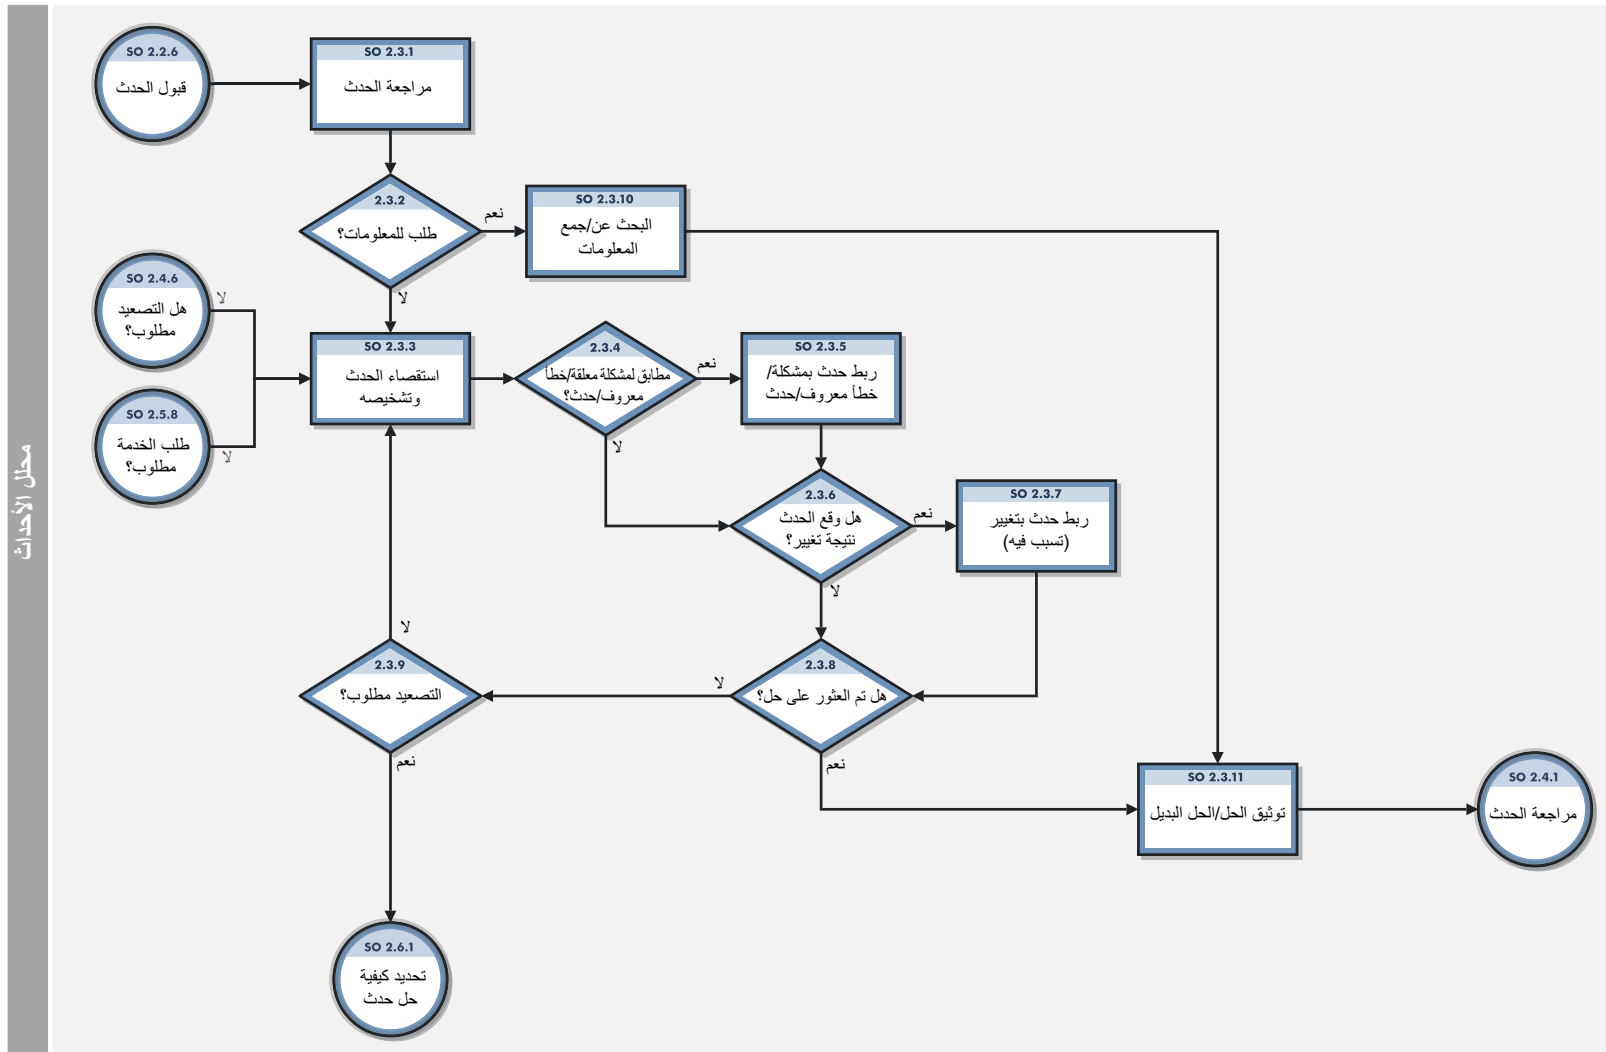 محلل الأحداث
SO 2.2.6
قبول الحدث
SO 2.3.1
مراجعة الحدث
2.3.2
طلب للمعلومات؟
نعم
لا
SO 2.3.10
البحث عن/جمع
المعلومات
SO 2.4.6
هل التصعيد
مطلوب؟
لا
SO 2.5.8
طلب الخدمة
مطلوب؟
لا
SO 2.3.3
استقصاء الحدث
وتشخيصه
2.3.4
مطابق لمشكلة معلقة/خطأ
معروف/حدث؟
نعم
لا
SO 2.3.5
ربط حدث بمشكلة/
خطأ معروف/حدث
2.3.6
هل وقع الحدث
نتيجة تغيير؟
نعم
لا
SO 2.3.7
ربط حدث بتغيير
(تسبب فيه)
2.3.8
هل تم العثور على حل؟
لا
نعم
2.3.9
التصعيد مطلوب؟
لا
نعم
SO 2.3.11
توثيق الحل/الحل البديل
SO 2.4.1
مراجعة الحدث
SO 2.6.1
تحديد كيفية
حل حدث